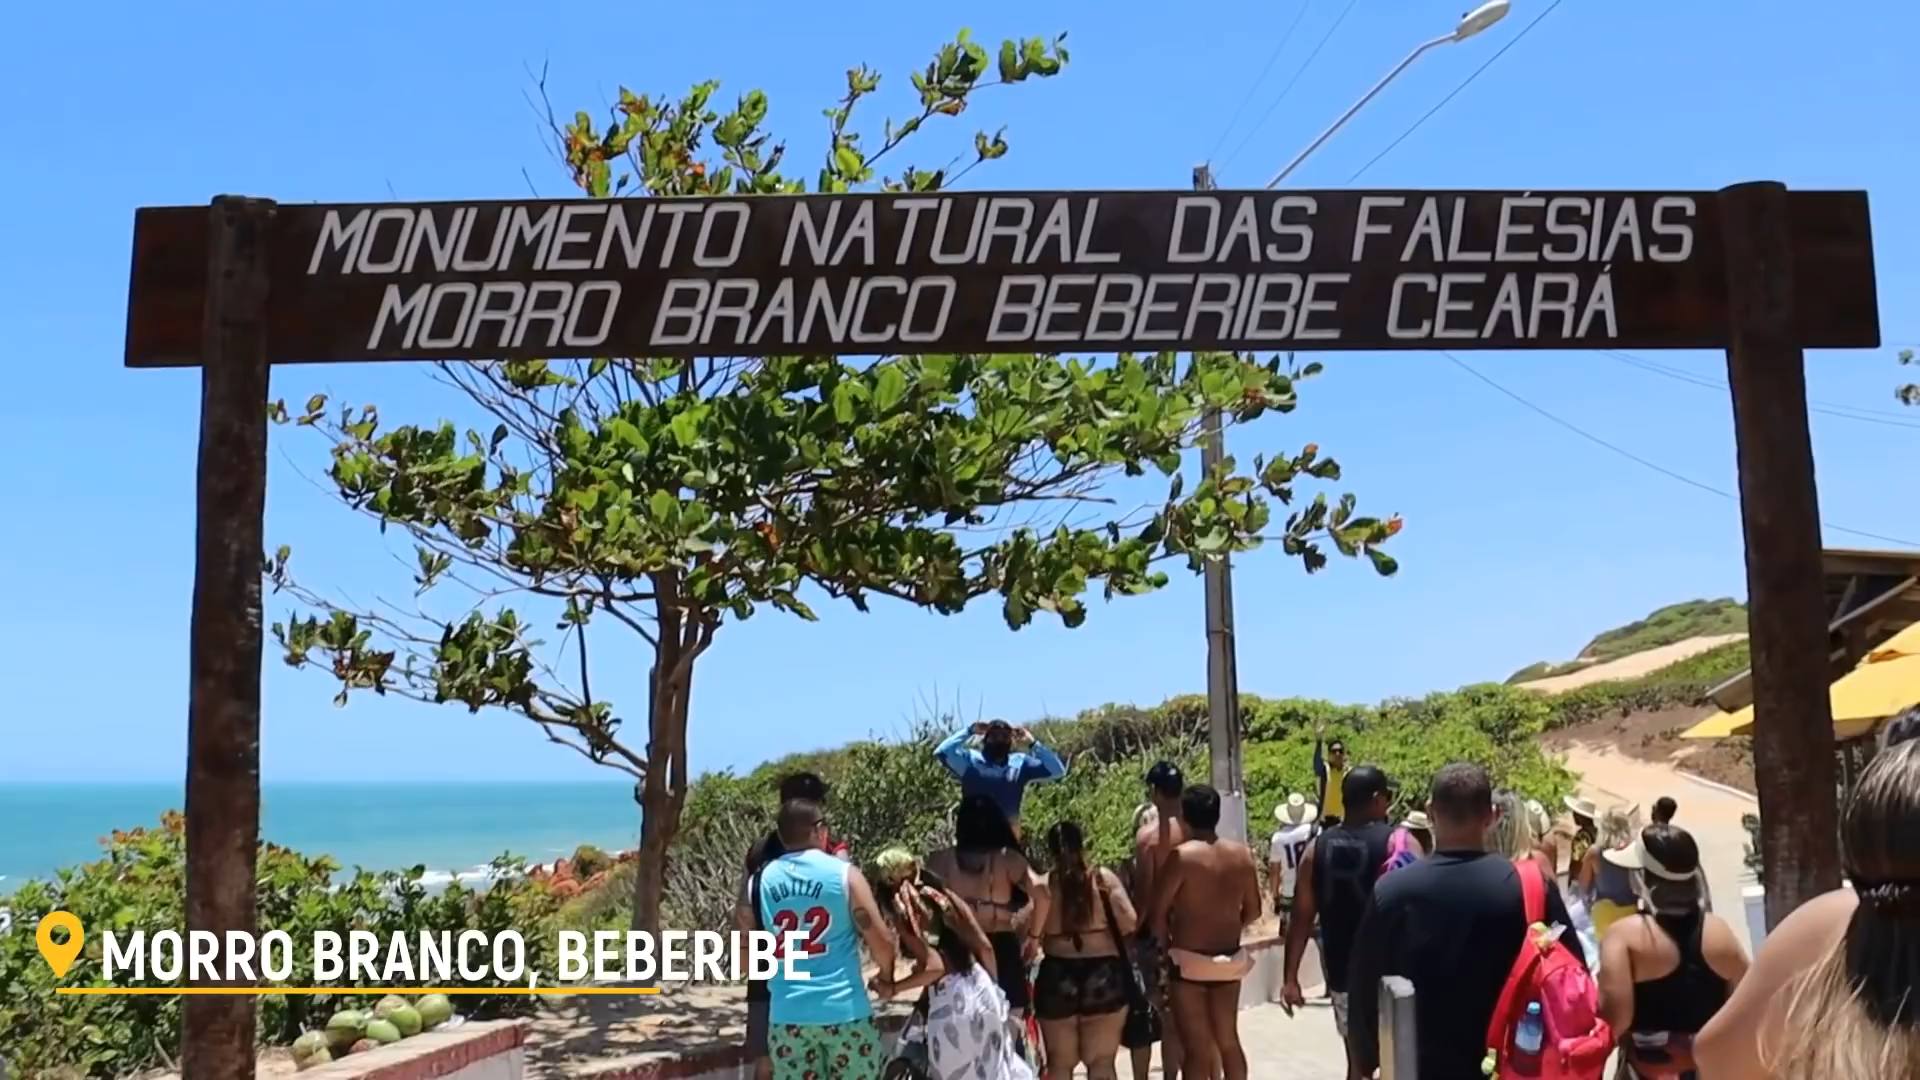 MONUMENTO NATURAL DAS FALÉSIAS
MORRO BRANCO BEBERIBE CEARÁ
BUTLER
22
R
MORRO BRANCO, BEBERIBE